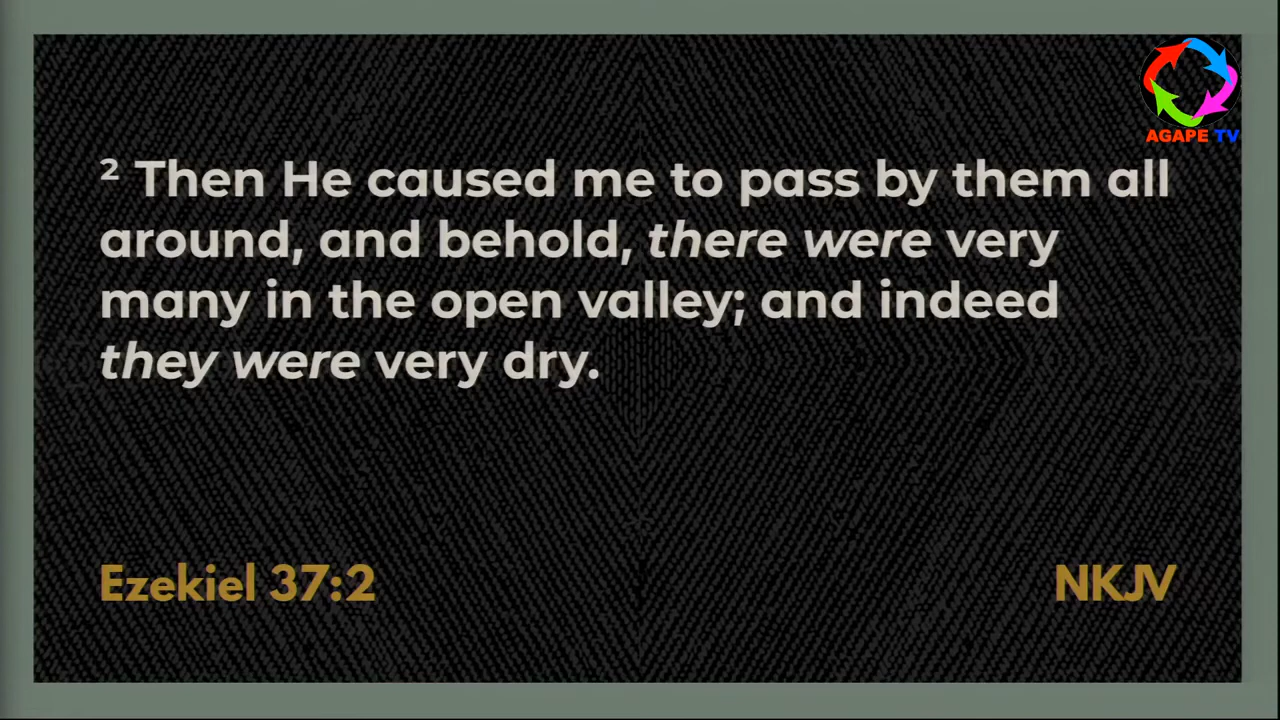 AGAPE TV
² Then He caused me to pass by them all
around, and behold, there were very
many in the open valley; and indeed
they were very dry.
Ezekiel 37:2
NKJV